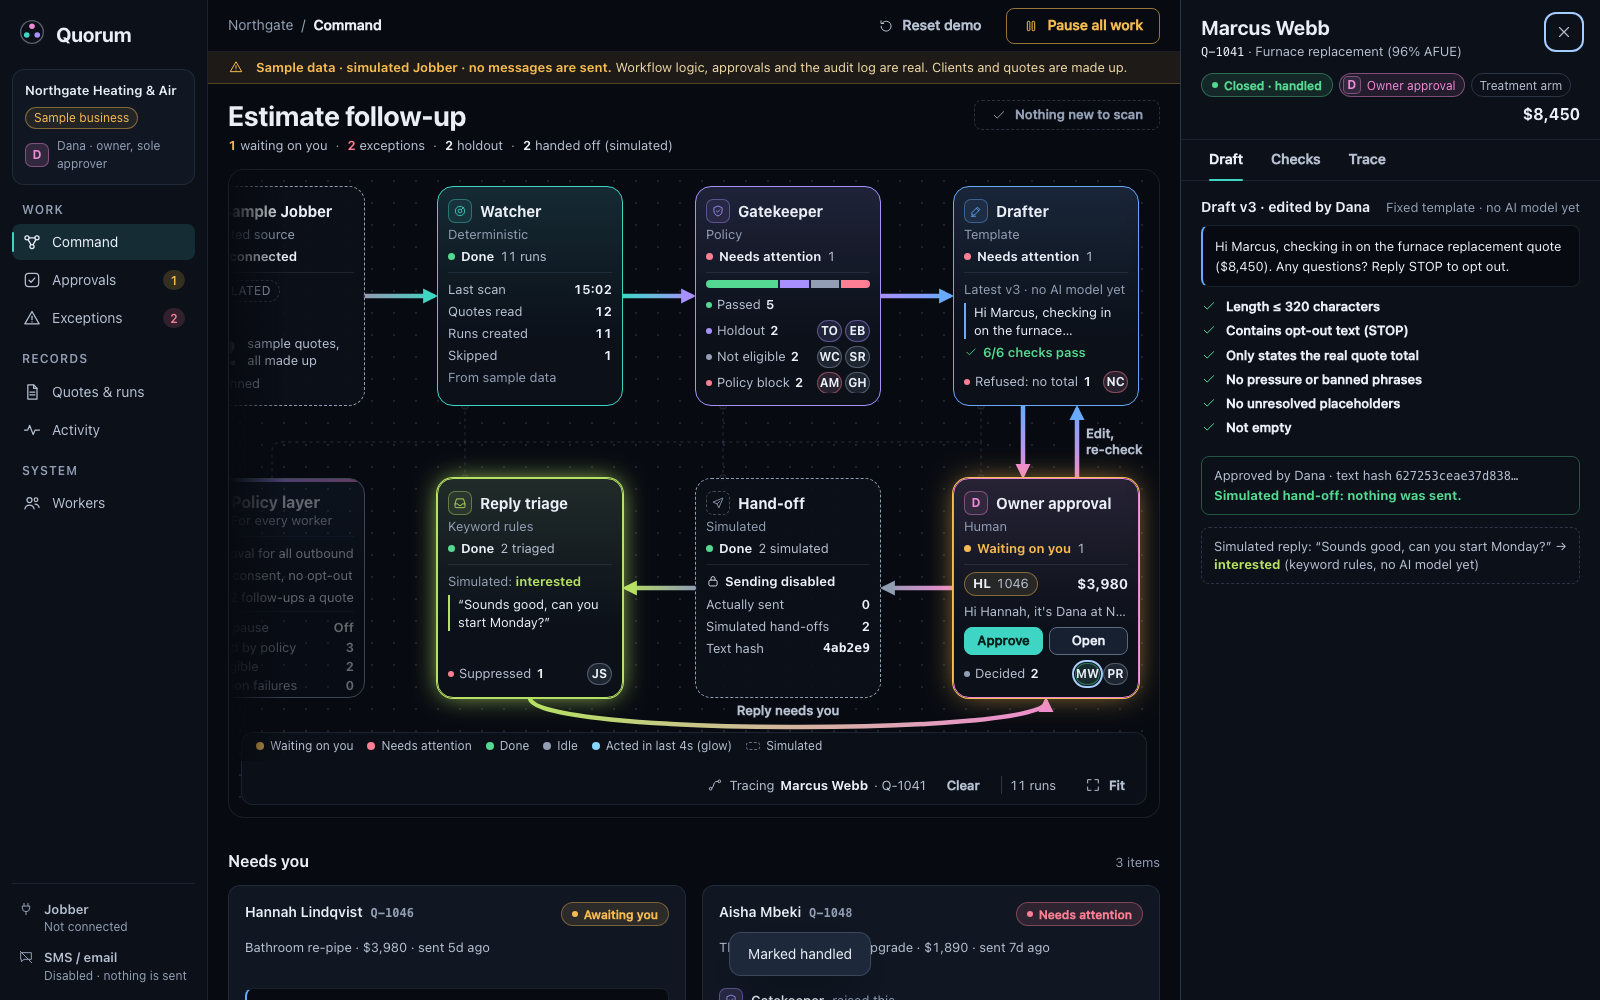 Quorum
Northgate Heating & Air
Sample business
D
Dana · owner, sole
approver
WORK
Command
Approvals
1
Exceptions
2
RECORDS
Quotes & runs
Activity
SYSTEM
Workers
Jobber
Not connected
SMS / email
Disabled · nothing is sent
Northgate / Command
Reset demo
Pause all work
Sample data · simulated Jobber · no messages are sent. Workflow logic, approvals and the audit log are real. Clients and quotes are made up.
Estimate follow-up
Nothing new to scan
1 waiting on you · 2 exceptions · 2 holdout · 2 handed off (simulated)
ample Jobber
source
connected
LATED
sample quotes,
all made up
Watcher
Deterministic
Done 11 runs
Last scan 15:02
Quotes read 12
Runs created 11
Skipped 1
From sample data
Gatekeeper
Policy
Needs attention 1
Passed 5
Holdout 2 TO EB
Not eligible 2 WC SR
Policy block 2 AM GH
Drafter
Template
Needs attention 1
Latest v3 · no AI model yet
Hi Marcus, checking in
on the furnace…
6/6 checks pass
Refused: no total 1 NC
Edit,
re-check
Policy layer
For every worker
oval for all outbound
consent, no opt-out
2 follow-ups a quote
pause Off
d by policy 3
ible 2
on failures 0
Reply triage
Keyword rules
Done 2 triaged
Simulated: interested
“Sounds good, can you
start Monday?”
Suppressed 1 JS
Hand-off
Simulated
Done 2 simulated
Sending disabled
Actually sent 0
Simulated hand-offs 2
Text hash 4ab2e9
D Owner approval
Human
Waiting on you 1
HL 1046 $3,980
Hi Hannah, it's Dana at N…
Approve
Open
Decided 2 MW PR
Reply needs you
Waiting on you
Needs attention
Done
Idle
Acted in last 4s (glow)
Simulated
Tracing Marcus Webb · Q-1041
Clear
11 runs
Fit
Needs you
3 items
Hannah Lindqvist Q-1046
Awaiting you
Bathroom re-pipe · $3,980 · sent 5d ago
Aisha Mbeki Q-1048
Needs attention
pgrade · $1,890 · sent 7d ago
Marked handled
Gatekeeper raised this
Marcus Webb
Q-1041 · Furnace replacement (96% AFUE)
Closed · handled
D Owner approval
Treatment arm
$8,450
Draft
Checks
Trace
Draft v3 · edited by Dana
Fixed template · no AI model yet
Hi Marcus, checking in on the furnace replacement quote
($8,450). Any questions? Reply STOP to opt out.
Length ≤ 320 characters
Contains opt-out text (STOP)
Only states the real quote total
No pressure or banned phrases
No unresolved placeholders
Not empty
Approved by Dana · text hash 627253ceae37d838…
Simulated hand-off: nothing was sent.
Simulated reply: “Sounds good, can you start Monday?” →
interested (keyword rules, no AI model yet)